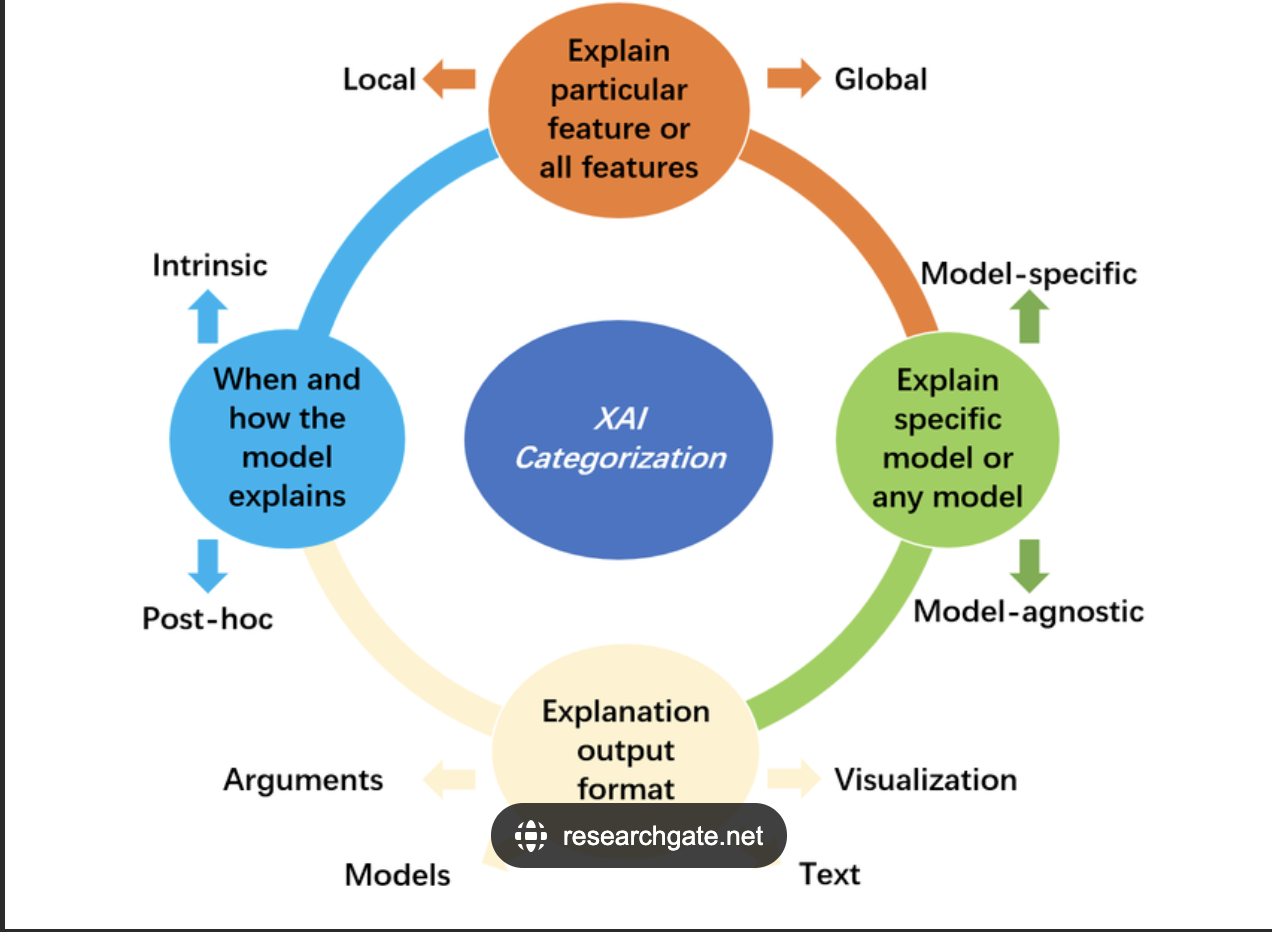 Explain
particular
feature or
all features
Local
Global
Intrinsic
Model-specific
When and
how the
model
explains
XAI
Categorization
Explain
specific
model or
any model
Post-hoc
Model-agnostic
Explanation
output
format
Arguments
Visualization
researchgate.net
Models
Text